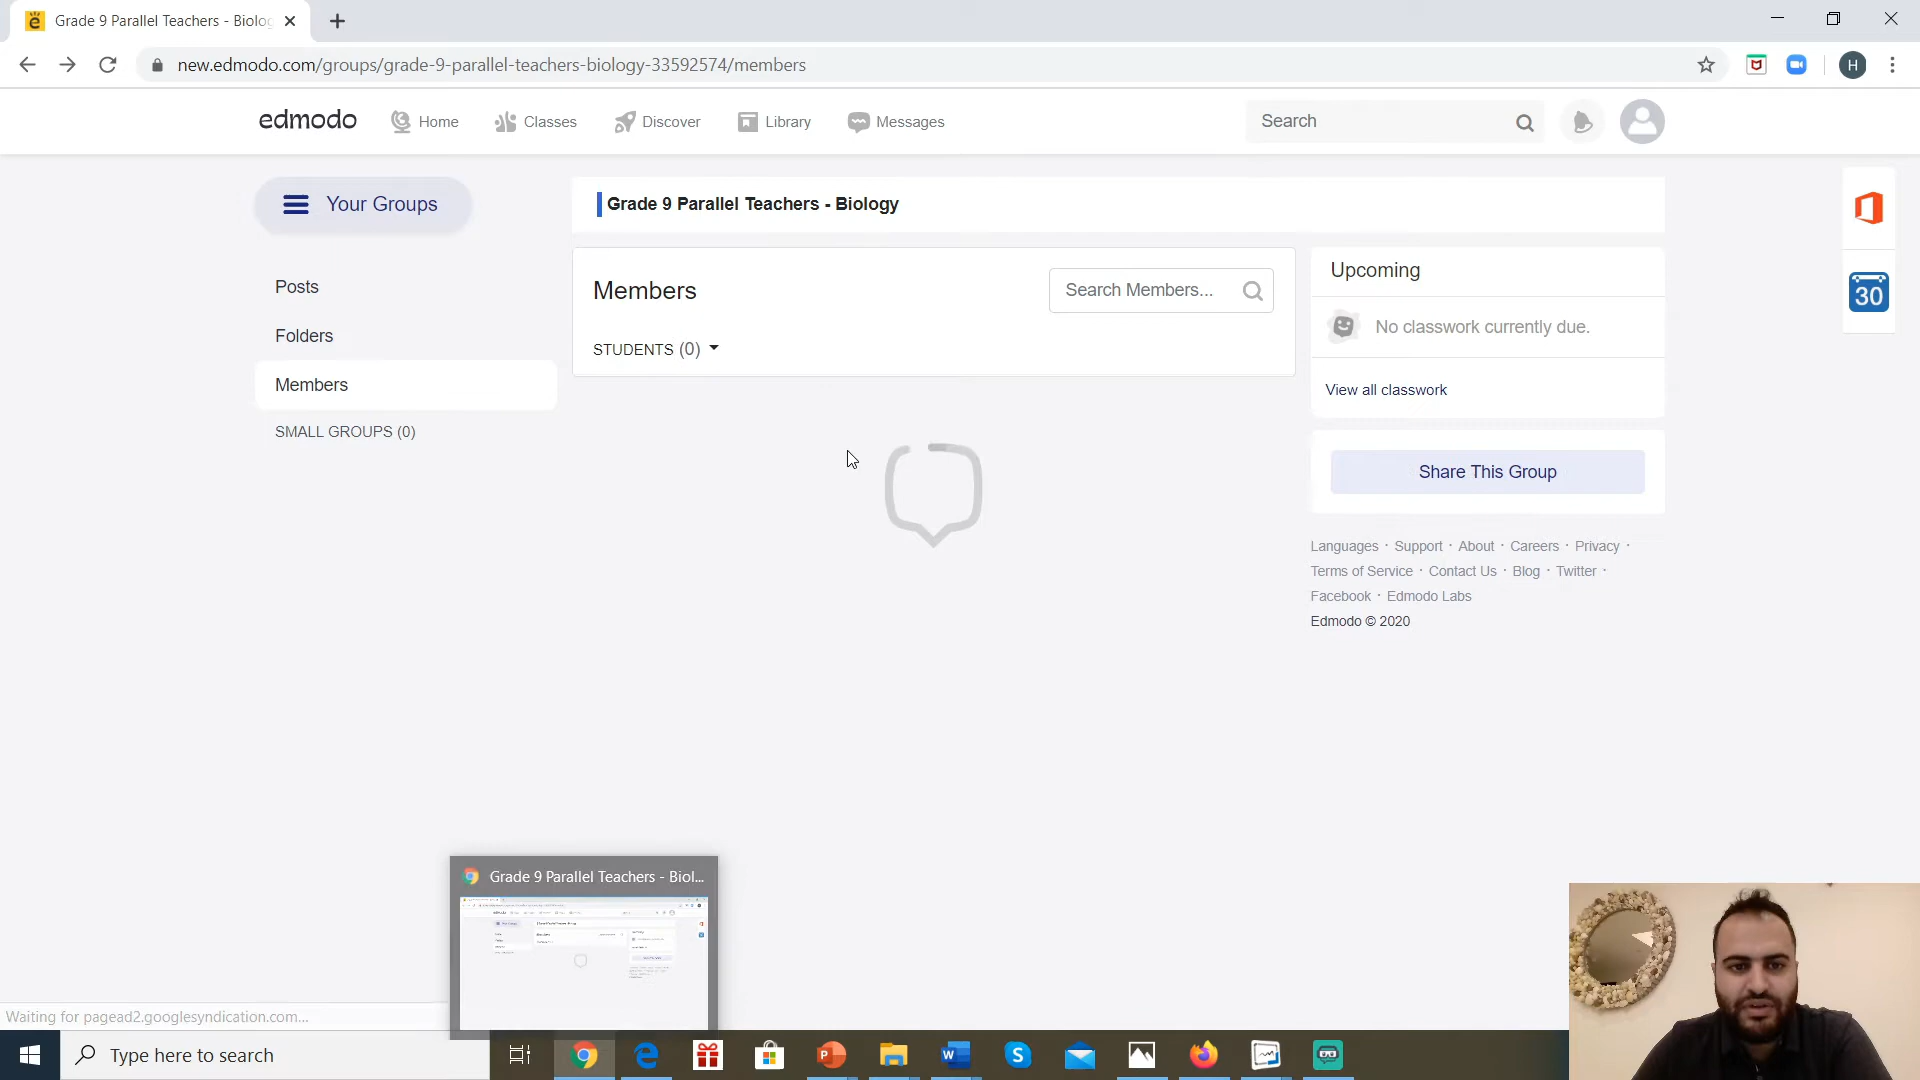 Grade 9 Parallel Teachers - Biolog
new.edmodo.com/groups/grade-9-parallel-teachers-biology-33592574/members
H
edmodo
Home
Classes
Discover
Library
Messages
Search
Your Groups
Grade 9 Parallel Teachers - Biology
Posts
Folders
Members
SMALL GROUPS (0)
Members
Search Members...
STUDENTS (0)
Upcoming
No classwork currently due.
View all classwork
Share This Group
Languages · Support · About · Careers · Privacy ·
Terms of Service · Contact Us · Blog · Twitter ·
Facebook · Edmodo Labs
Edmodo © 2020
30
Grade 9 Parallel Teachers - Biol...
Waiting for pagead2.googlesyndication.com...
Type here to search